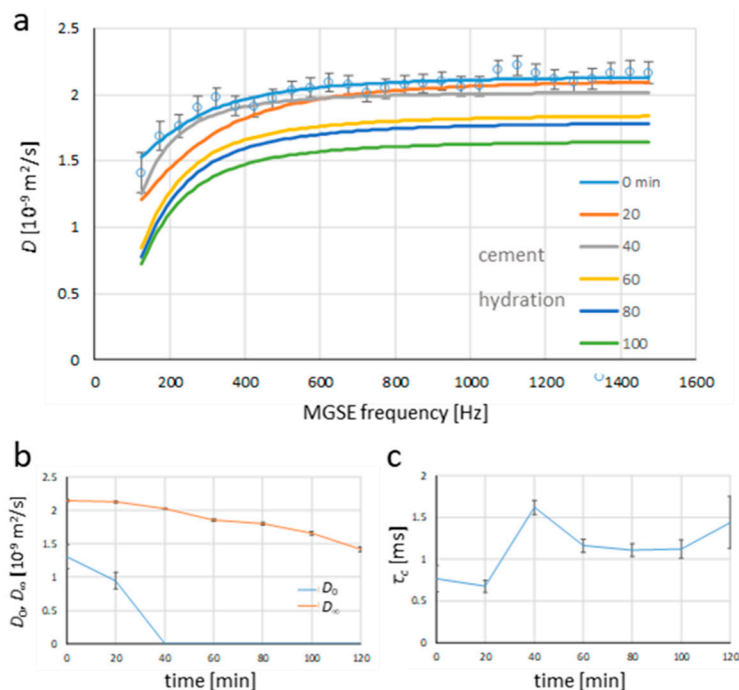 a
2.5
2
1.5
1
0.5
0
D [10⁻⁹ m²/s]
0 min
20
40
60
80
100
cement
hydration
0 200 400 600 800 1000 1200 1400 1600
MGSE frequency [Hz]
b
2.5
2
1.5
1
0.5
0
D₀, D∞ [10⁻⁹ m²/s]
D₀
D∞
0 20 40 60 80 100 120
time [min]
c
2
1.5
1
0.5
0
τc [ms]
0 20 40 60 80 100 120
time [min]